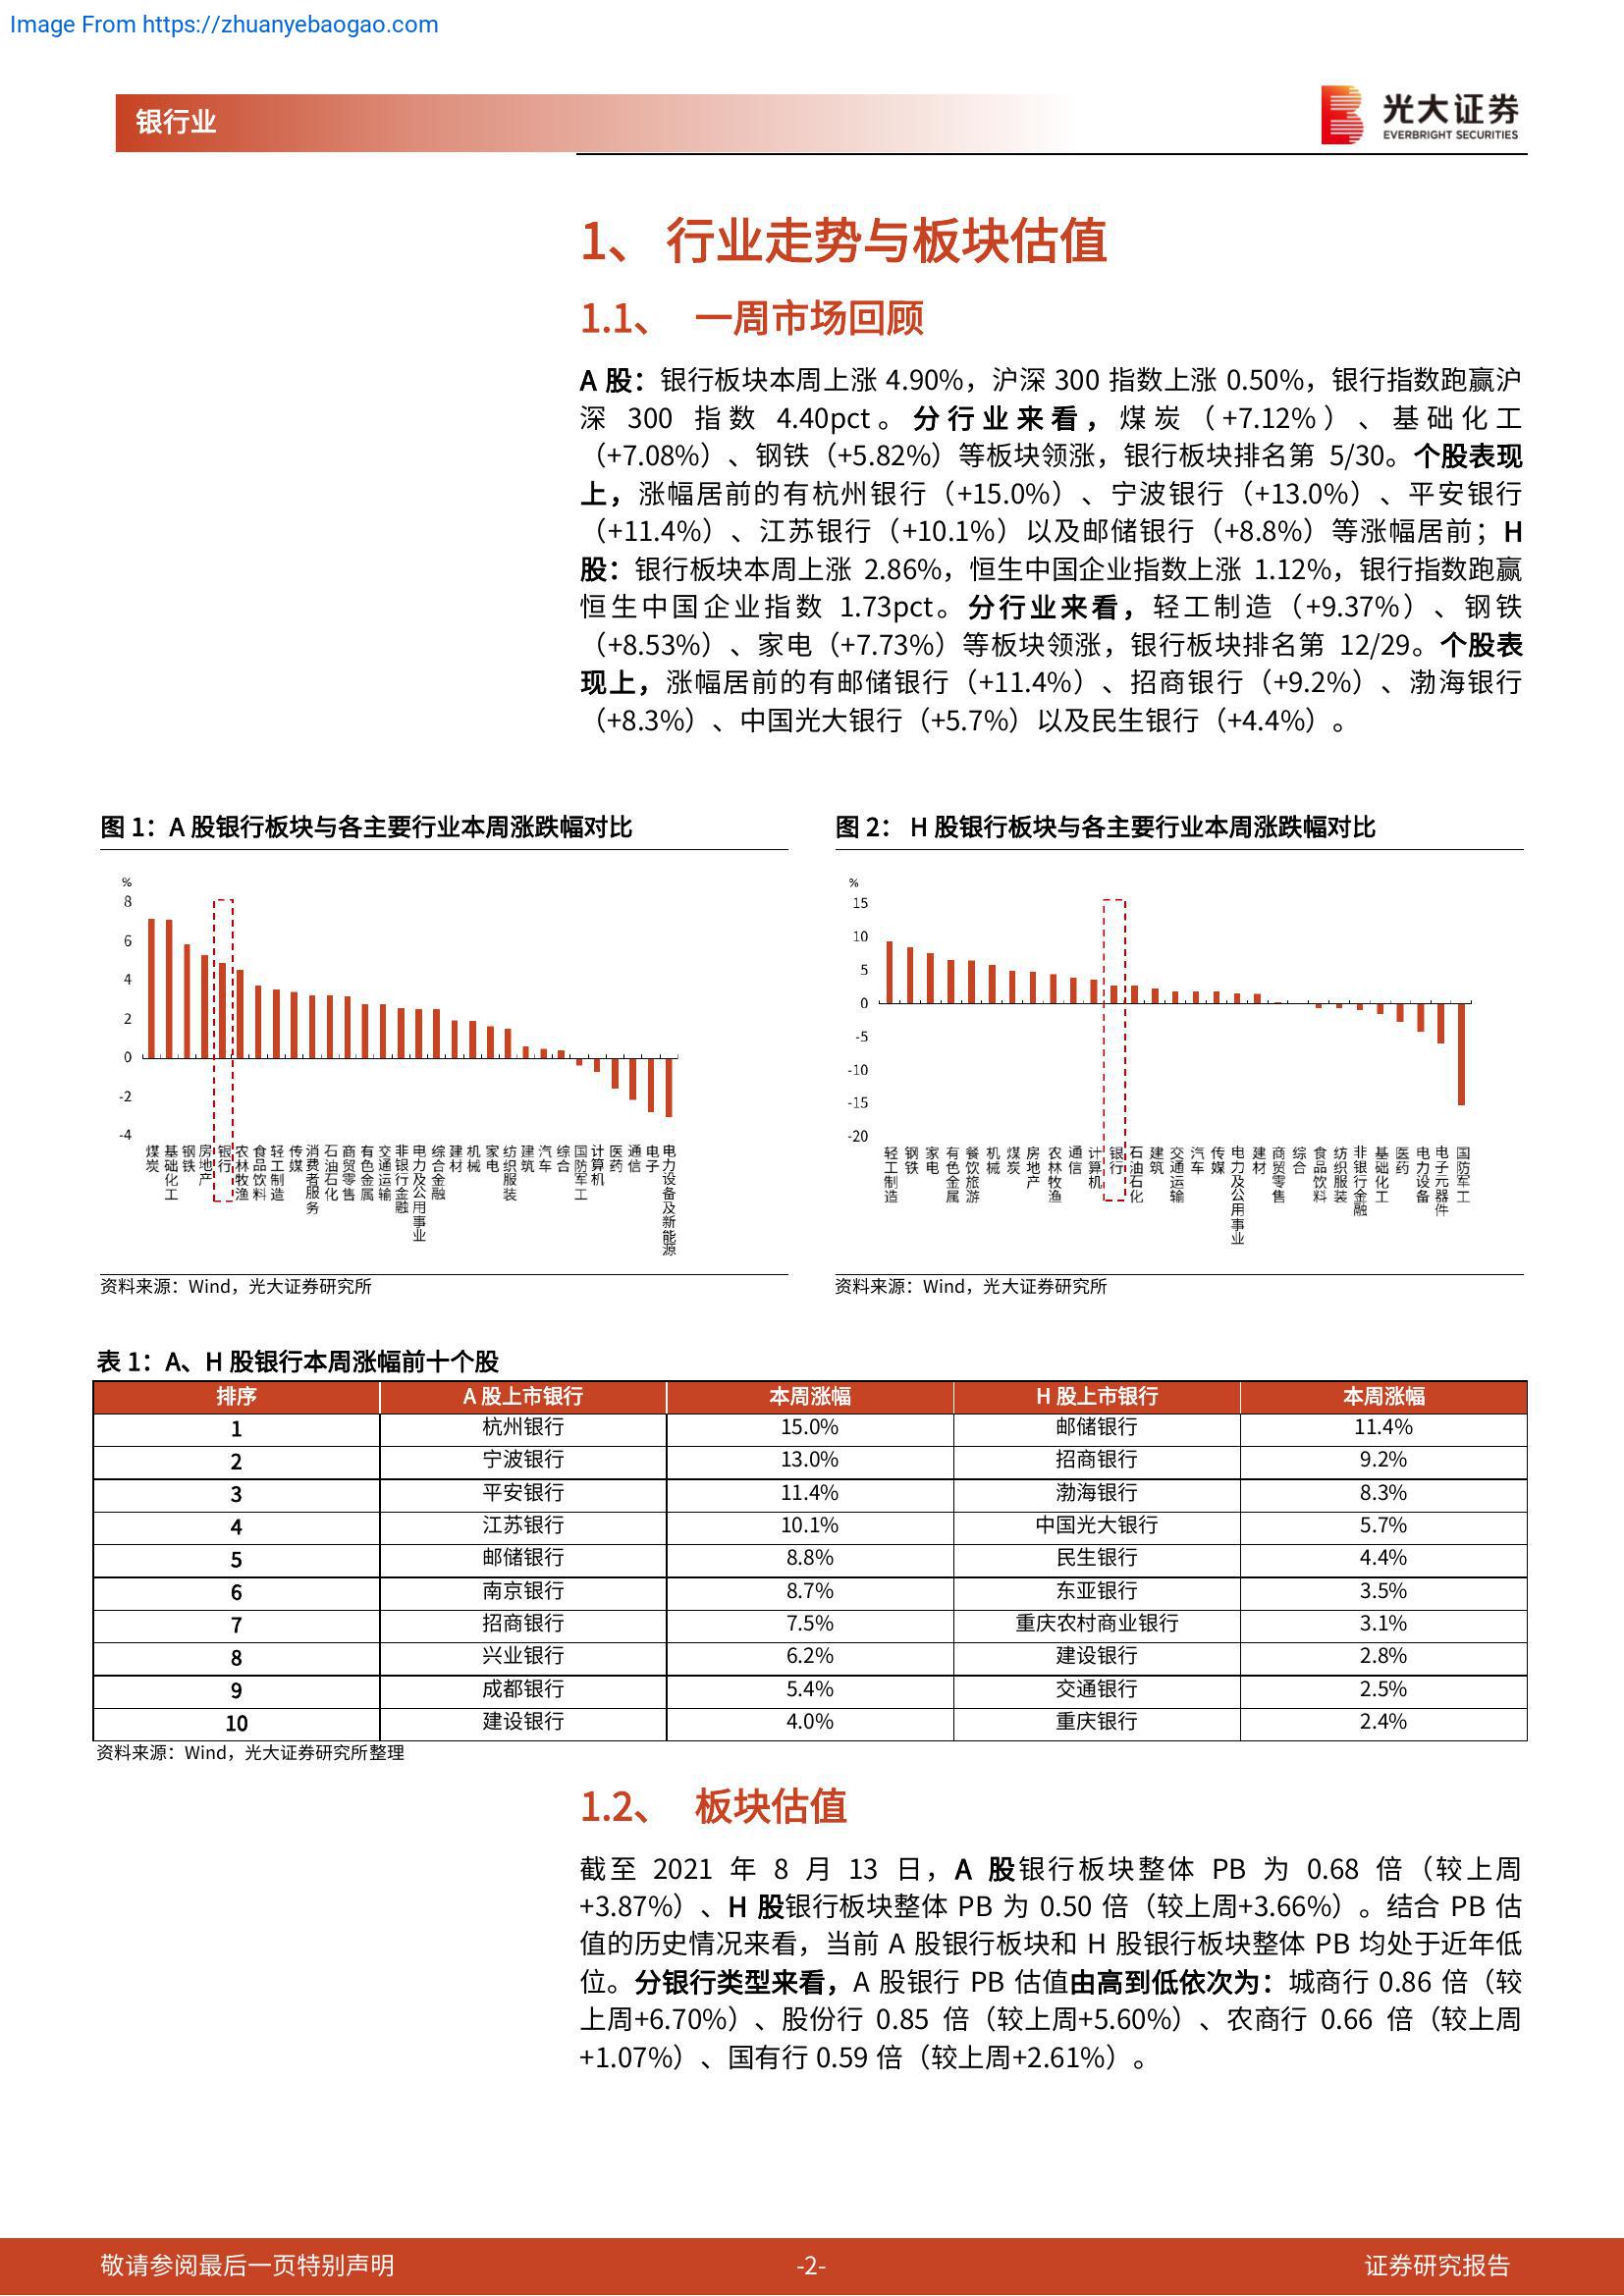 Image From https://zhuanyebaogao.com
银行业
光大证券
EVERBRIGHT SECURITIES
1、 行业走势与板块估值
1.1、 一周市场回顾
A 股：银行板块本周上涨 4.90%，沪深 300 指数上涨 0.50%，银行指数跑赢沪
深 300 指数 4.40pct。分行业来看，煤炭（+7.12%）、基础化工
（+7.08%）、钢铁（+5.82%）等板块领涨，银行板块排名第 5/30。个股表现
上，涨幅居前的有杭州银行（+15.0%）、宁波银行（+13.0%）、平安银行
（+11.4%）、江苏银行（+10.1%）以及邮储银行（+8.8%）等涨幅居前；H
股：银行板块本周上涨 2.86%，恒生中国企业指数上涨 1.12%，银行指数跑赢
恒生中国企业指数 1.73pct。分行业来看，轻工制造（+9.37%）、钢铁
（+8.53%）、家电（+7.73%）等板块领涨，银行板块排名第 12/29。个股表
现上，涨幅居前的有邮储银行（+11.4%）、招商银行（+9.2%）、渤海银行
（+8.3%）、中国光大银行（+5.7%）以及民生银行（+4.4%）。
图 1：A 股银行板块与各主要行业本周涨跌幅对比
%
8
6
4
2
0
-2
-4
煤炭 基础化工 钢铁 房地产 银行 农林牧渔 食品饮料 轻工制造 传媒 消费者服务 石油石化 商贸零售 有色金属 交通运输 非银行金融 电力及公用事业 综合金融 建材 机械 家电 纺织服装 建筑 汽车 综合 国防军工 计算机 医药 通信 电子 电力设备及新能源
资料来源：Wind，光大证券研究所
图 2： H 股银行板块与各主要行业本周涨跌幅对比
%
15
10
5
0
-5
-10
-15
-20
轻工制造 钢铁 家电 有色金属 餐饮旅游 机械 煤炭 房地产 农林牧渔 通信 计算机 银行 石油石化 建筑 交通运输 汽车 传媒 电力及公用事业 建材 商贸零售 综合 食品饮料 纺织服装 非银行金融 基础化工 医药 电力设备 电子元器件 国防军工
资料来源：Wind，光大证券研究所
表 1：A、H 股银行本周涨幅前十个股
排序 A 股上市银行 本周涨幅 H 股上市银行 本周涨幅
1 杭州银行 15.0% 邮储银行 11.4%
2 宁波银行 13.0% 招商银行 9.2%
3 平安银行 11.4% 渤海银行 8.3%
4 江苏银行 10.1% 中国光大银行 5.7%
5 邮储银行 8.8% 民生银行 4.4%
6 南京银行 8.7% 东亚银行 3.5%
7 招商银行 7.5% 重庆农村商业银行 3.1%
8 兴业银行 6.2% 建设银行 2.8%
9 成都银行 5.4% 交通银行 2.5%
10 建设银行 4.0% 重庆银行 2.4%
资料来源：Wind，光大证券研究所整理
1.2、 板块估值
截至 2021 年 8 月 13 日，A 股银行板块整体 PB 为 0.68 倍（较上周
+3.87%）、H 股银行板块整体 PB 为 0.50 倍（较上周+3.66%）。结合 PB 估
值的历史情况来看，当前 A 股银行板块和 H 股银行板块整体 PB 均处于近年低
位。分银行类型来看，A 股银行 PB 估值由高到低依次为：城商行 0.86 倍（较
上周+6.70%）、股份行 0.85 倍（较上周+5.60%）、农商行 0.66 倍（较上周
+1.07%）、国有行 0.59 倍（较上周+2.61%）。
敬请参阅最后一页特别声明
-2-
证券研究报告